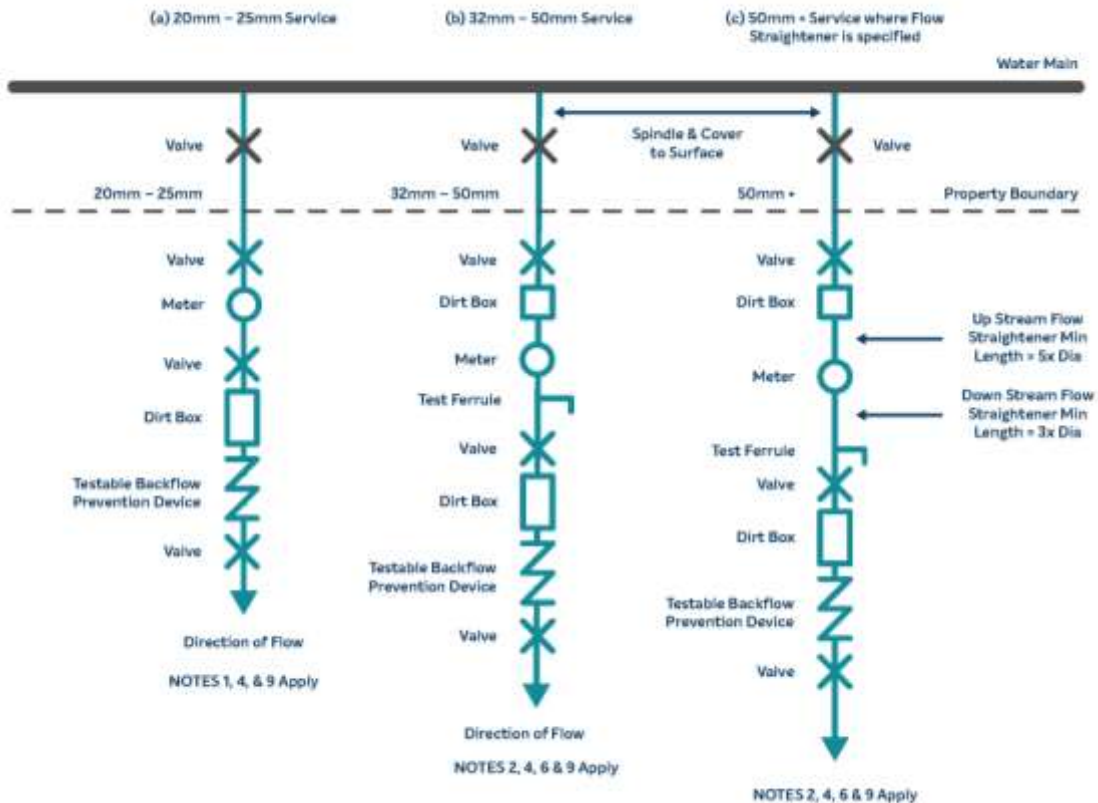 (a) 20mm – 25mm Service
(b) 32mm – 50mm Service
(c) 50mm + Service where Flow
Straightener is specified
Water Main
Valve
Valve
Spindle & Cover
to Surface
Valve
20mm – 25mm
32mm – 50mm
50mm +
Property Boundary
Valve
Meter
Valve
Dirt Box
Testable Backflow
Prevention Device
Valve
Direction of Flow
NOTES 1, 4, & 9 Apply
Valve
Dirt Box
Meter
Test Ferrule
Valve
Dirt Box
Testable Backflow
Prevention Device
Valve
Direction of Flow
NOTES 2, 4, 6 & 9 Apply
Valve
Dirt Box
Up Stream Flow
Straightener Min
Length = 5x Dia
Meter
Down Stream Flow
Straightener Min
Length = 3x Dia
Test Ferrule
Valve
Dirt Box
Testable Backflow
Prevention Device
Valve
NOTES 2, 4, 6 & 9 Apply